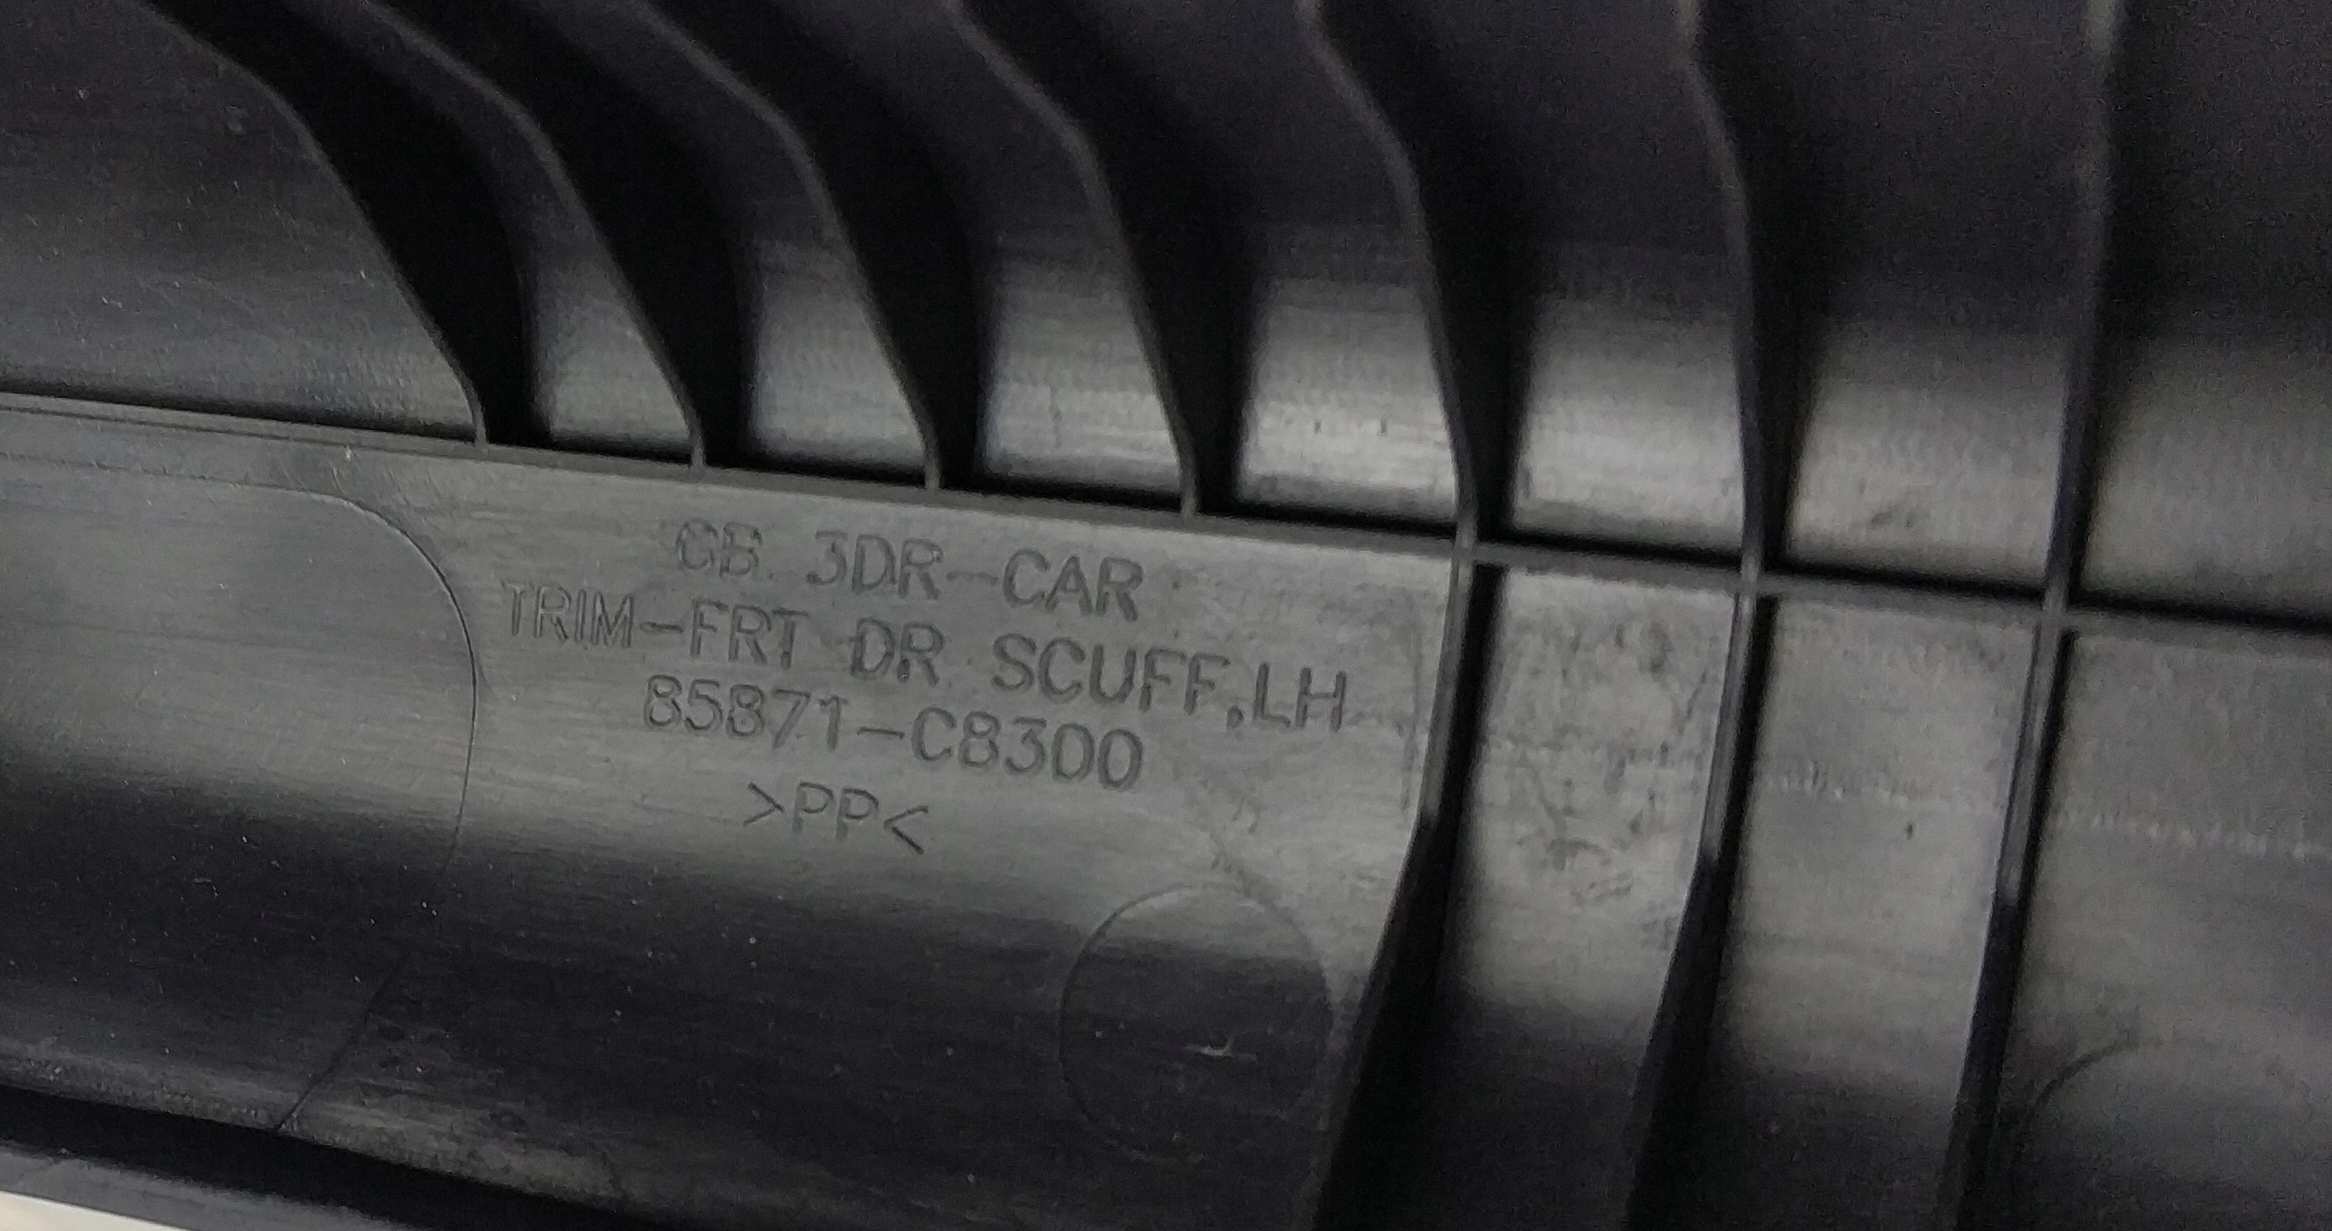 GB 3DR-CAR
TRIM-FRT DR SCUFF,LH
85871-C8300
>PP<